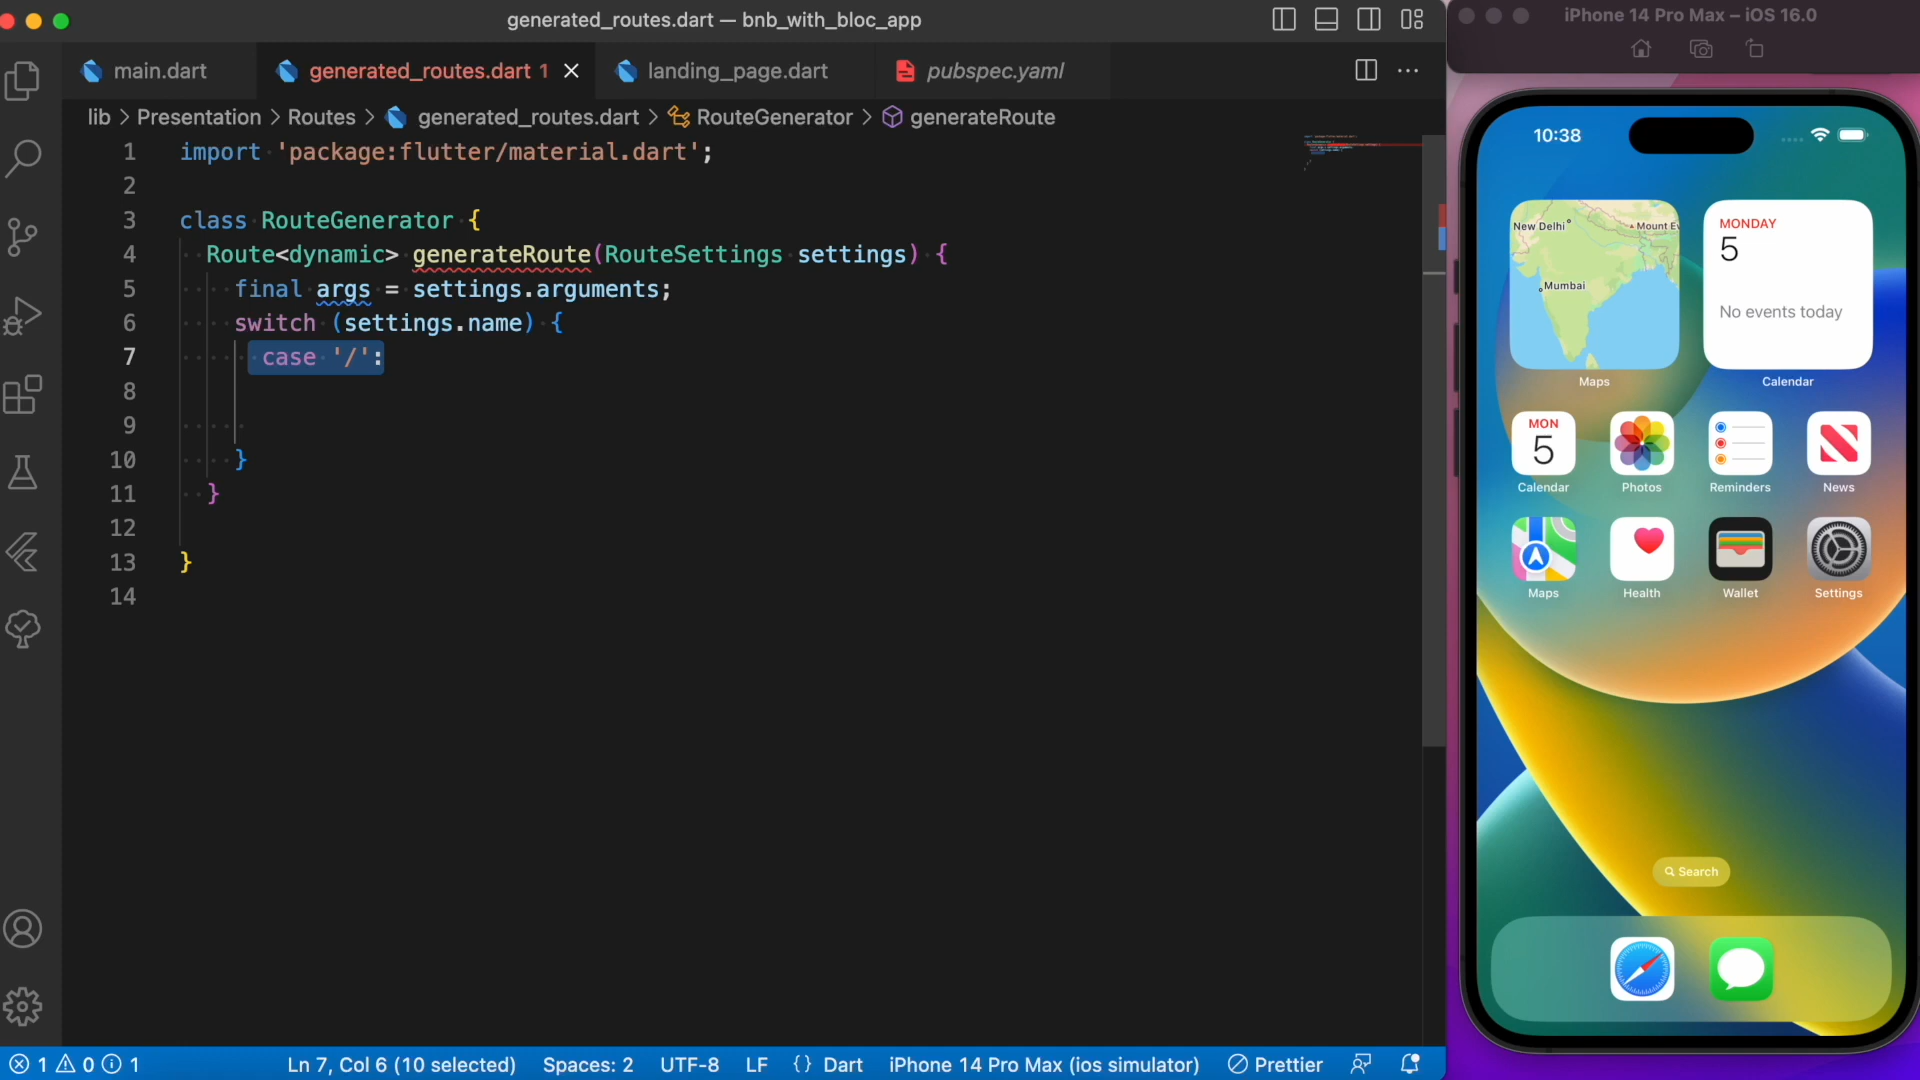 generated_routes.dart — bnb_with_bloc_app
main.dart
generated_routes.dart 1
landing_page.dart
pubspec.yaml
lib > Presentation > Routes > generated_routes.dart > RouteGenerator > generateRoute
1 import 'package:flutter/material.dart';
2
3 class RouteGenerator {
4 Route<dynamic> generateRoute(RouteSettings settings) {
5 final args = settings.arguments;
6 switch (settings.name) {
7 case '/':
8
9
10 }
11 }
12
13 }
14
1 0 1
Ln 7, Col 6 (10 selected)
Spaces: 2
UTF-8
LF
{} Dart
iPhone 14 Pro Max (ios simulator)
Prettier
iPhone 14 Pro Max – iOS 16.0
10:38
New Delhi
Mount Ev
Mumbai
Maps
MONDAY
5
No events today
Calendar
MON
5
Calendar
Photos
Reminders
News
Maps
Health
Wallet
Settings
Search